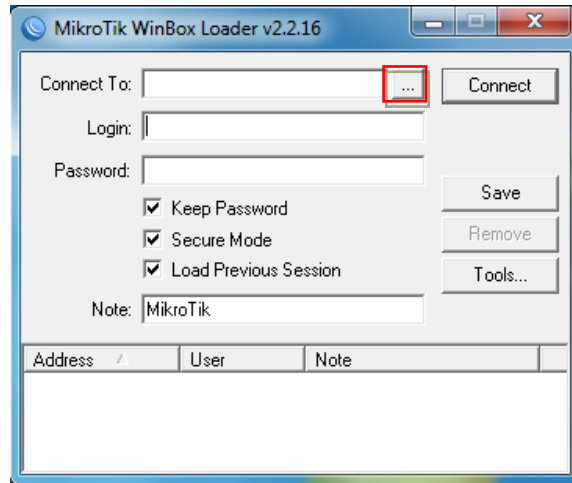 MikroTik WinBox Loader v2.2.16
Connect To: ... Connect
Login:
Password:
Keep Password Save
Secure Mode Remove
Load Previous Session Tools...
Note: MikroTik
Address User Note